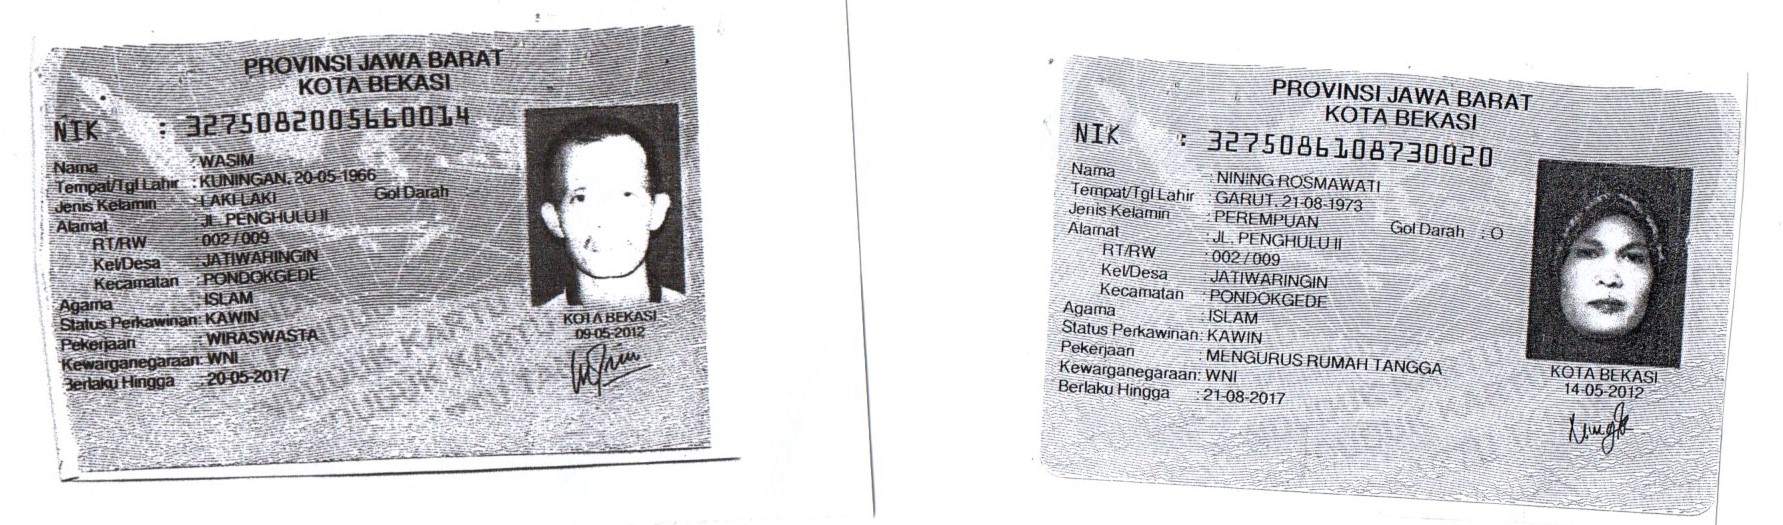 PROVINSI JAWA BARAT
KOTA BEKASI
NIK : 3275082005660014
Nama : WASIM
Tempat/Tgl Lahir : KUNINGAN, 20-05-1966
Jenis Kelamin : LAKI LAKI Gol Darah
Alamat : JL. PENGHULU II
RT/RW : 002 / 009
Kel/Desa : JATIWARINGIN
Kecamatan : PONDOKGEDE
Agama : ISLAM
Status Perkawinan: KAWIN
Pekerjaan : WIRASWASTA
Kewarganegaraan: WNI
Berlaku Hingga : 20-05-2017
KOTA BEKASI
09-05-2012
PROVINSI JAWA BARAT
KOTA BEKASI
NIK : 3275086108730020
Nama : NINING ROSMAWATI
Tempat/Tgl Lahir : GARUT, 21-08-1973
Jenis Kelamin : PEREMPUAN Gol Darah : O
Alamat : JL. PENGHULU II
RT/RW : 002 / 009
Kel/Desa : JATIWARINGIN
Kecamatan : PONDOKGEDE
Agama : ISLAM
Status Perkawinan: KAWIN
Pekerjaan : MENGURUS RUMAH TANGGA
Kewarganegaraan: WNI
Berlaku Hingga : 21-08-2017
KOTA BEKASI
14-05-2012